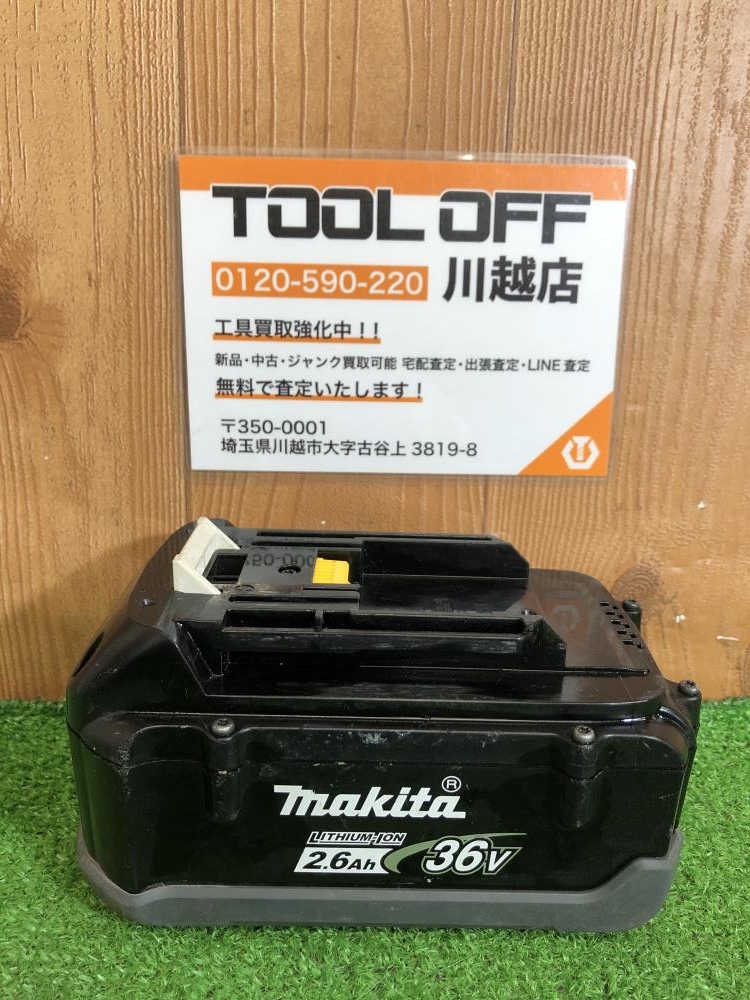 TOOL OFF
0120-590-220 川越店
工具買取強化中!!
新品・中古・ジャンク買取可能 宅配査定・出張査定・LINE査定
無料で査定いたします!
〒350-0001
埼玉県川越市大字古谷上 3819-8
makita®
LITHIUM-ION
2.6Ah 36V